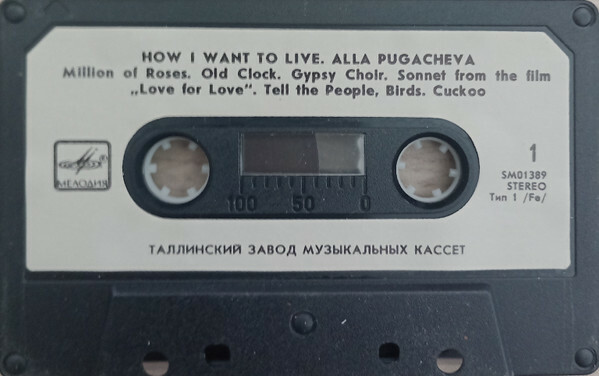 HOW I WANT TO LIVE. ALLA PUGACHEVA
Million of Roses. Old Clock. Gypsy Choir. Sonnet from the film
„Love for Love". Tell the People, Birds. Cuckoo
®
МЕЛОДИЯ
1
SM01389
STEREO
Тип 1 /Fe/
100 50 0
ТАЛЛИНСКИЙ ЗАВОД МУЗЫКАЛЬНЫХ КАССЕТ